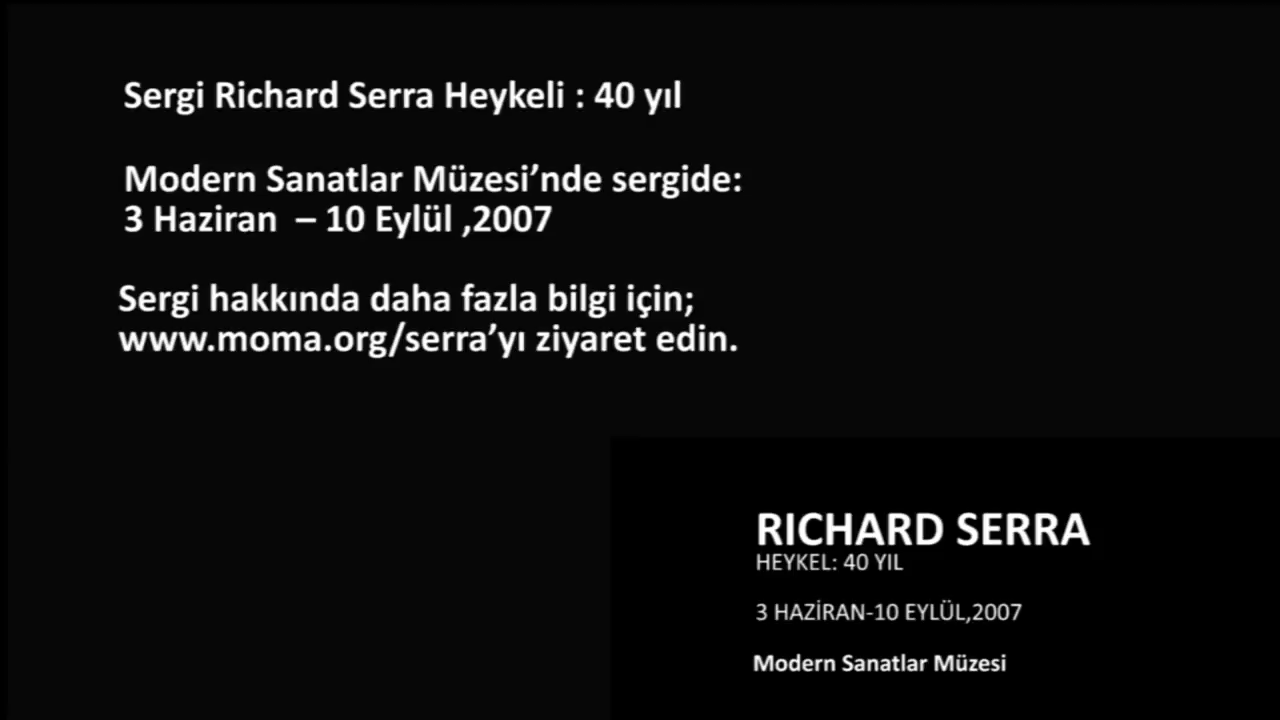 Sergi Richard Serra Heykeli : 40 yıl
Modern Sanatlar Müzesi’nde sergide:
3 Haziran – 10 Eylül ,2007
Sergi hakkında daha fazla bilgi için;
www.moma.org/serra’yı ziyaret edin.
RICHARD SERRA
HEYKEL: 40 YIL
3 HAZİRAN-10 EYLÜL,2007
Modern Sanatlar Müzesi